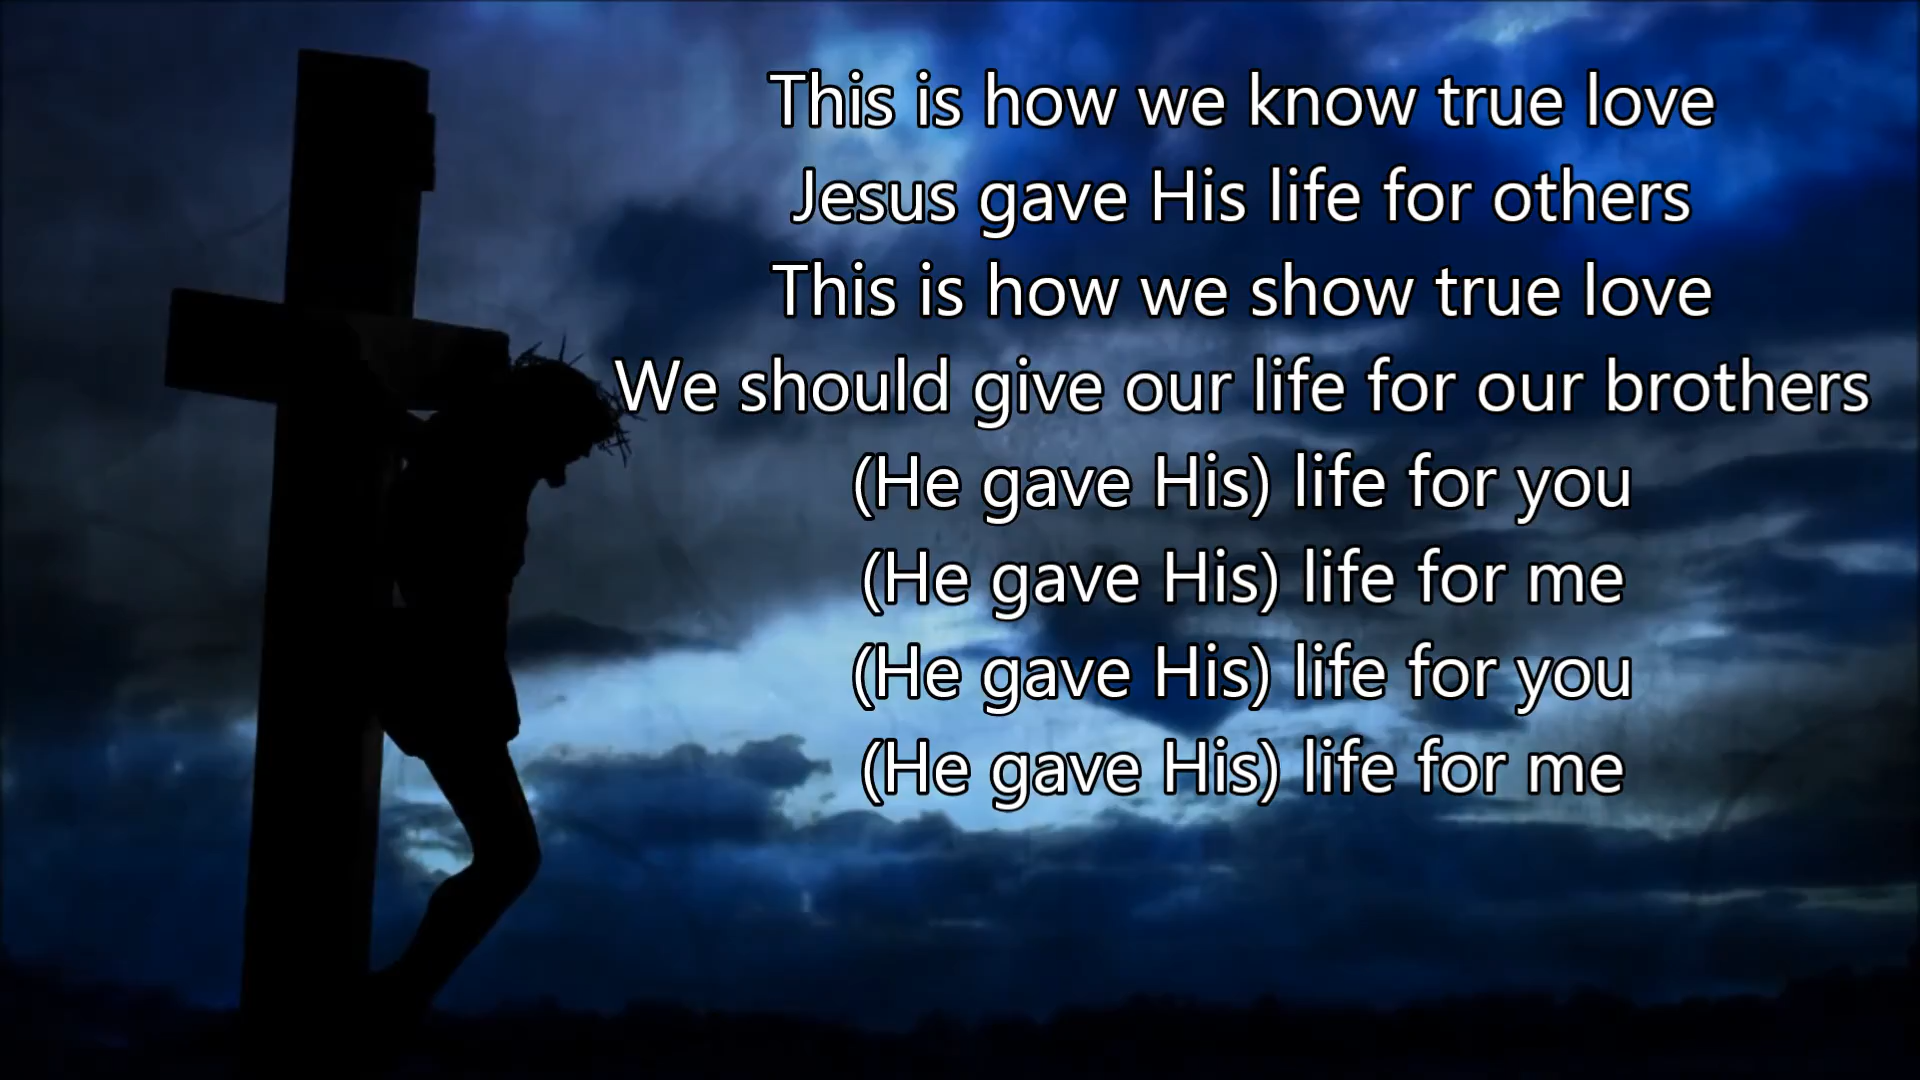 This is how we know true love
Jesus gave His life for others
This is how we show true love
We should give our life for our brothers
(He gave His) life for you
(He gave His) life for me
(He gave His) life for you
(He gave His) life for me